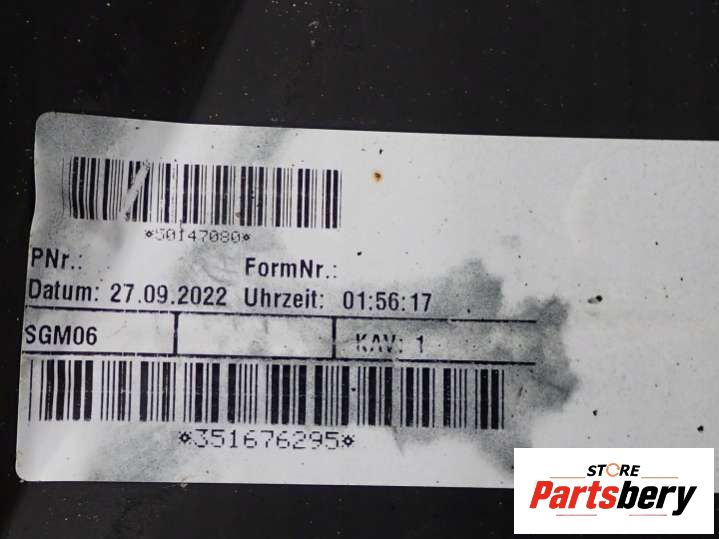 *50147080*
PNr.:
FormNr.:
Datum: 27.09.2022 Uhrzeit: 01:56:17
SGM06
KAV: 1
*351676295*
STORE
Partsbery